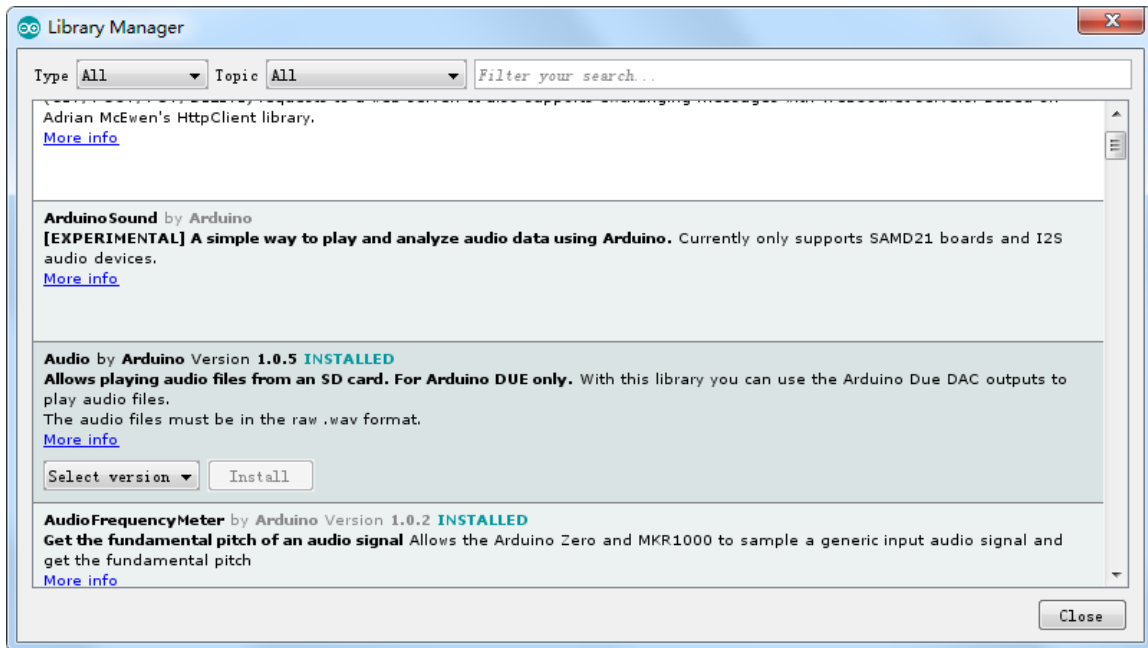 Library Manager
Type All Topic All Filter your search...
Adrian McEwen's HttpClient library.
More info
ArduinoSound by Arduino
[EXPERIMENTAL] A simple way to play and analyze audio data using Arduino. Currently only supports SAMD21 boards and I2S
audio devices.
More info
Audio by Arduino Version 1.0.5 INSTALLED
Allows playing audio files from an SD card. For Arduino DUE only. With this library you can use the Arduino Due DAC outputs to
play audio files.
The audio files must be in the raw .wav format.
More info
Select version Install
AudioFrequencyMeter by Arduino Version 1.0.2 INSTALLED
Get the fundamental pitch of an audio signal Allows the Arduino Zero and MKR1000 to sample a generic input audio signal and
get the fundamental pitch
More info
Close